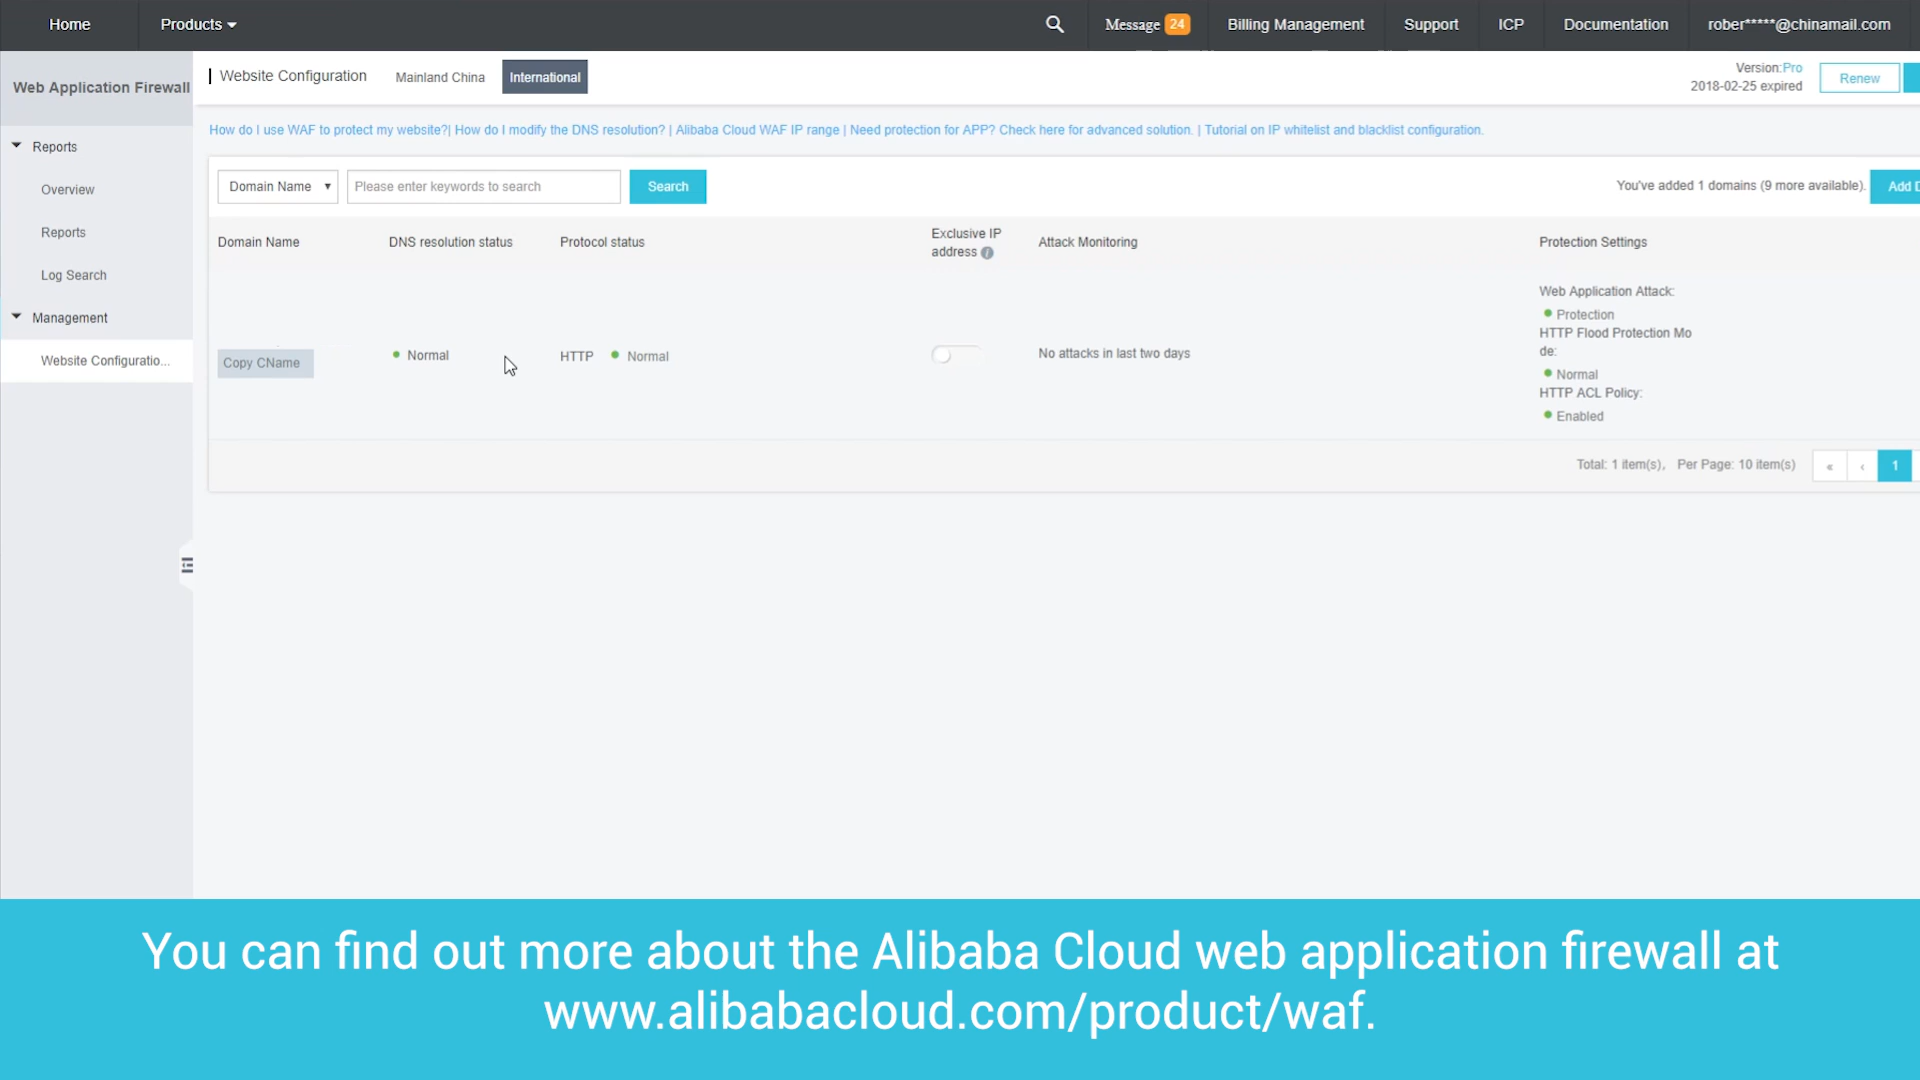 Home Products Message 24 Billing Management Support ICP Documentation rober*****@chinamail.com
Web Application Firewall
Reports
Overview
Reports
Log Search
Management
Website Configuratio...
Website Configuration Mainland China International
Version:Pro
2018-02-25 expired
Renew
How do I use WAF to protect my website?| How do I modify the DNS resolution? | Alibaba Cloud WAF IP range | Need protection for APP? Check here for advanced solution. | Tutorial on IP whitelist and blacklist configuration.
Domain Name Please enter keywords to search Search You've added 1 domains (9 more available). Add D
Domain Name DNS resolution status Protocol status Exclusive IP address Attack Monitoring Protection Settings
Copy CName Normal HTTP Normal No attacks in last two days
Web Application Attack:
Protection
HTTP Flood Protection Mo
de:
Normal
HTTP ACL Policy:
Enabled
Total: 1 item(s), Per Page: 10 item(s) « ‹ 1
You can find out more about the Alibaba Cloud web application firewall at
www.alibabacloud.com/product/waf.